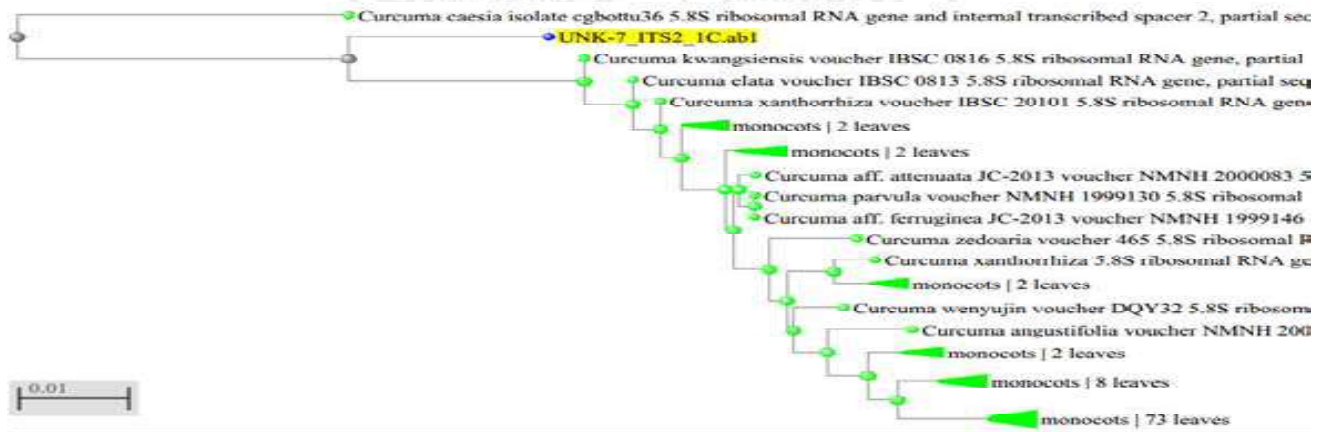 Curcuma caesia isolate cgbottu36 5.8S ribosomal RNA gene and internal transcribed spacer 2, partial sec
UNK-7_ITS2_1C.ab1
Curcuma kwangsiensis voucher IBSC 0816 5.8S ribosomal RNA gene, partial
Curcuma elata voucher IBSC 0813 5.8S ribosomal RNA gene, partial seq
Curcuma xanthorrhiza voucher IBSC 20101 5.8S ribosomal RNA gene
monocots | 2 leaves
monocots | 2 leaves
Curcuma aff. attenuata JC-2013 voucher NMNH 2000083 5
Curcuma parvula voucher NMNH 1999130 5.8S ribosomal
Curcuma aff. ferruginea JC-2013 voucher NMNH 1999146
Curcuma zedoaria voucher 465 5.8S ribosomal R
Curcuma xanthorrhiza 5.8S ribosomal RNA ge
monocots | 2 leaves
Curcuma wenyujin voucher DQY32 5.8S ribosom
Curcuma angustifolia voucher NMNH 200
monocots | 2 leaves
monocots | 8 leaves
monocots | 73 leaves
0.01